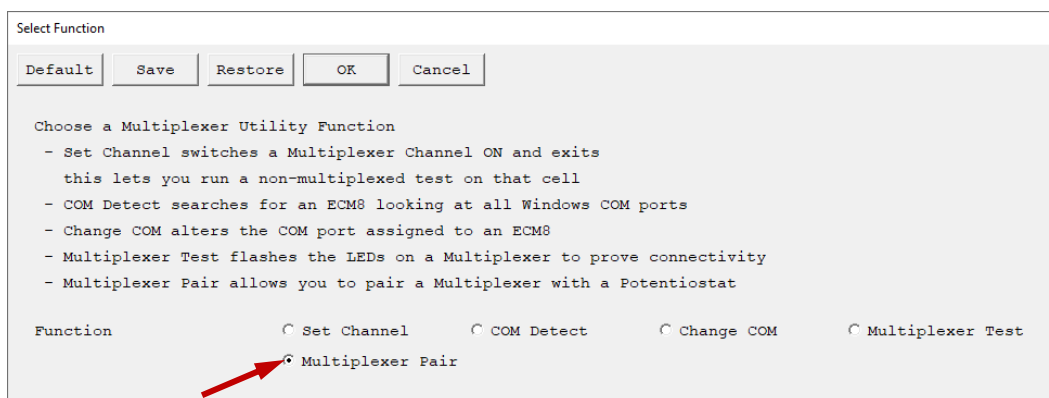 Select Function
Default Save Restore OK Cancel
Choose a Multiplexer Utility Function
- Set Channel switches a Multiplexer Channel ON and exits
this lets you run a non-multiplexed test on that cell
- COM Detect searches for an ECM8 looking at all Windows COM ports
- Change COM alters the COM port assigned to an ECM8
- Multiplexer Test flashes the LEDs on a Multiplexer to prove connectivity
- Multiplexer Pair allows you to pair a Multiplexer with a Potentiostat
Function Set Channel COM Detect Change COM Multiplexer Test
Multiplexer Pair